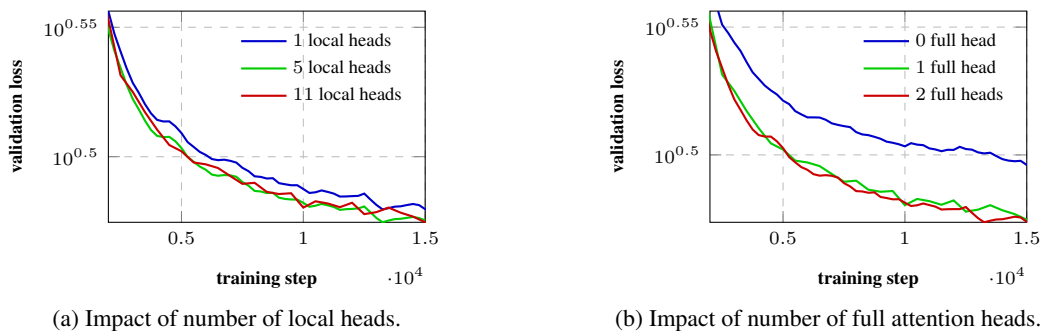 10^0.55
10^0.5
validation loss
1 local heads
5 local heads
11 local heads
0.5
1
1.5
·10^4
training step
(a) Impact of number of local heads.
10^0.55
10^0.5
validation loss
0 full head
1 full head
2 full heads
0.5
1
1.5
·10^4
training step
(b) Impact of number of full attention heads.